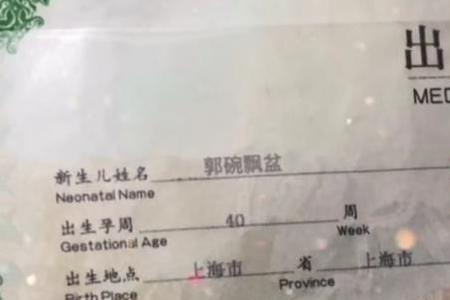 出
MED
新生儿姓名 郭碗飘盆
Neonatal Name
出生孕周 40 周
Gestational Age Week
出生地点 上海市 省 上海市
Birth Place Province